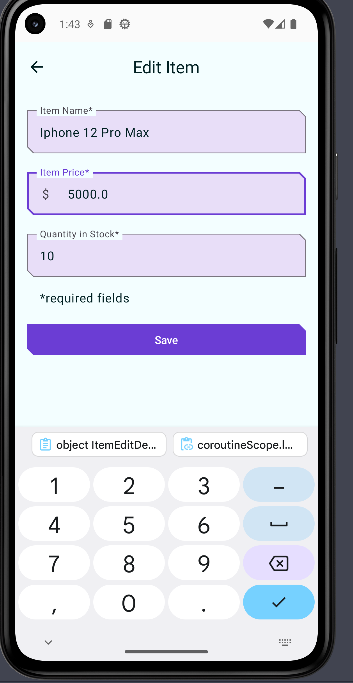 1:43
Edit Item
Item Name*
Iphone 12 Pro Max
Item Price*
$ 5000.0
Quantity in Stock*
10
*required fields
Save
object ItemEditDe... coroutineScope.l...
1 2 3 –
4 5 6
7 8 9
, 0 .